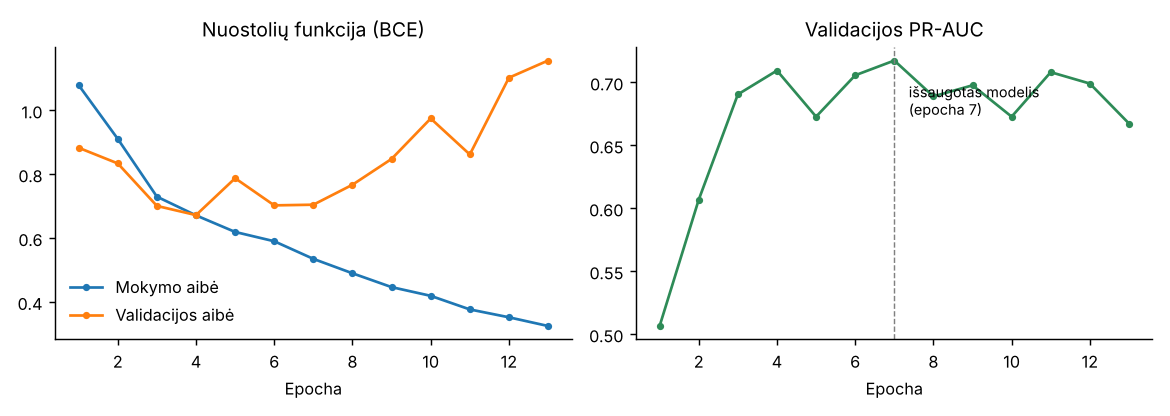 Nuostolių funkcija (BCE)
1.0
0.8
0.6
0.4
Mokymo aibė
Validacijos aibė
2 4 6 8 10 12
Epocha
Validacijos PR-AUC
0.70
0.65
0.60
0.55
0.50
išsaugotas modelis
(epocha 7)
2 4 6 8 10 12
Epocha